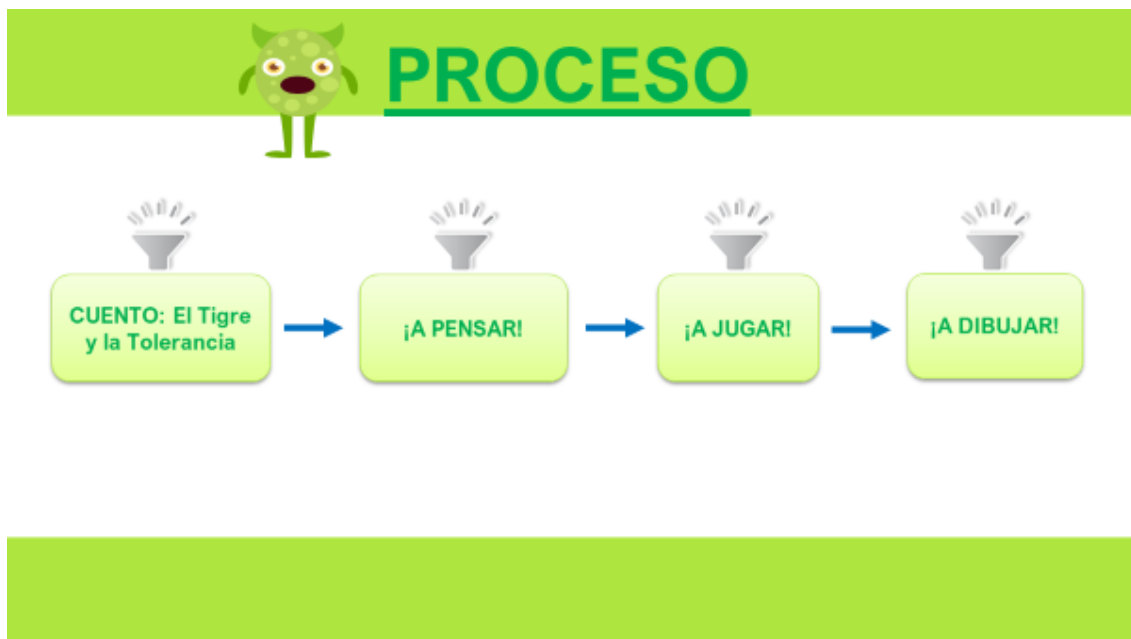 PROCESO
CUENTO: El Tigre
y la Tolerancia
¡A PENSAR!
¡A JUGAR!
¡A DIBUJAR!